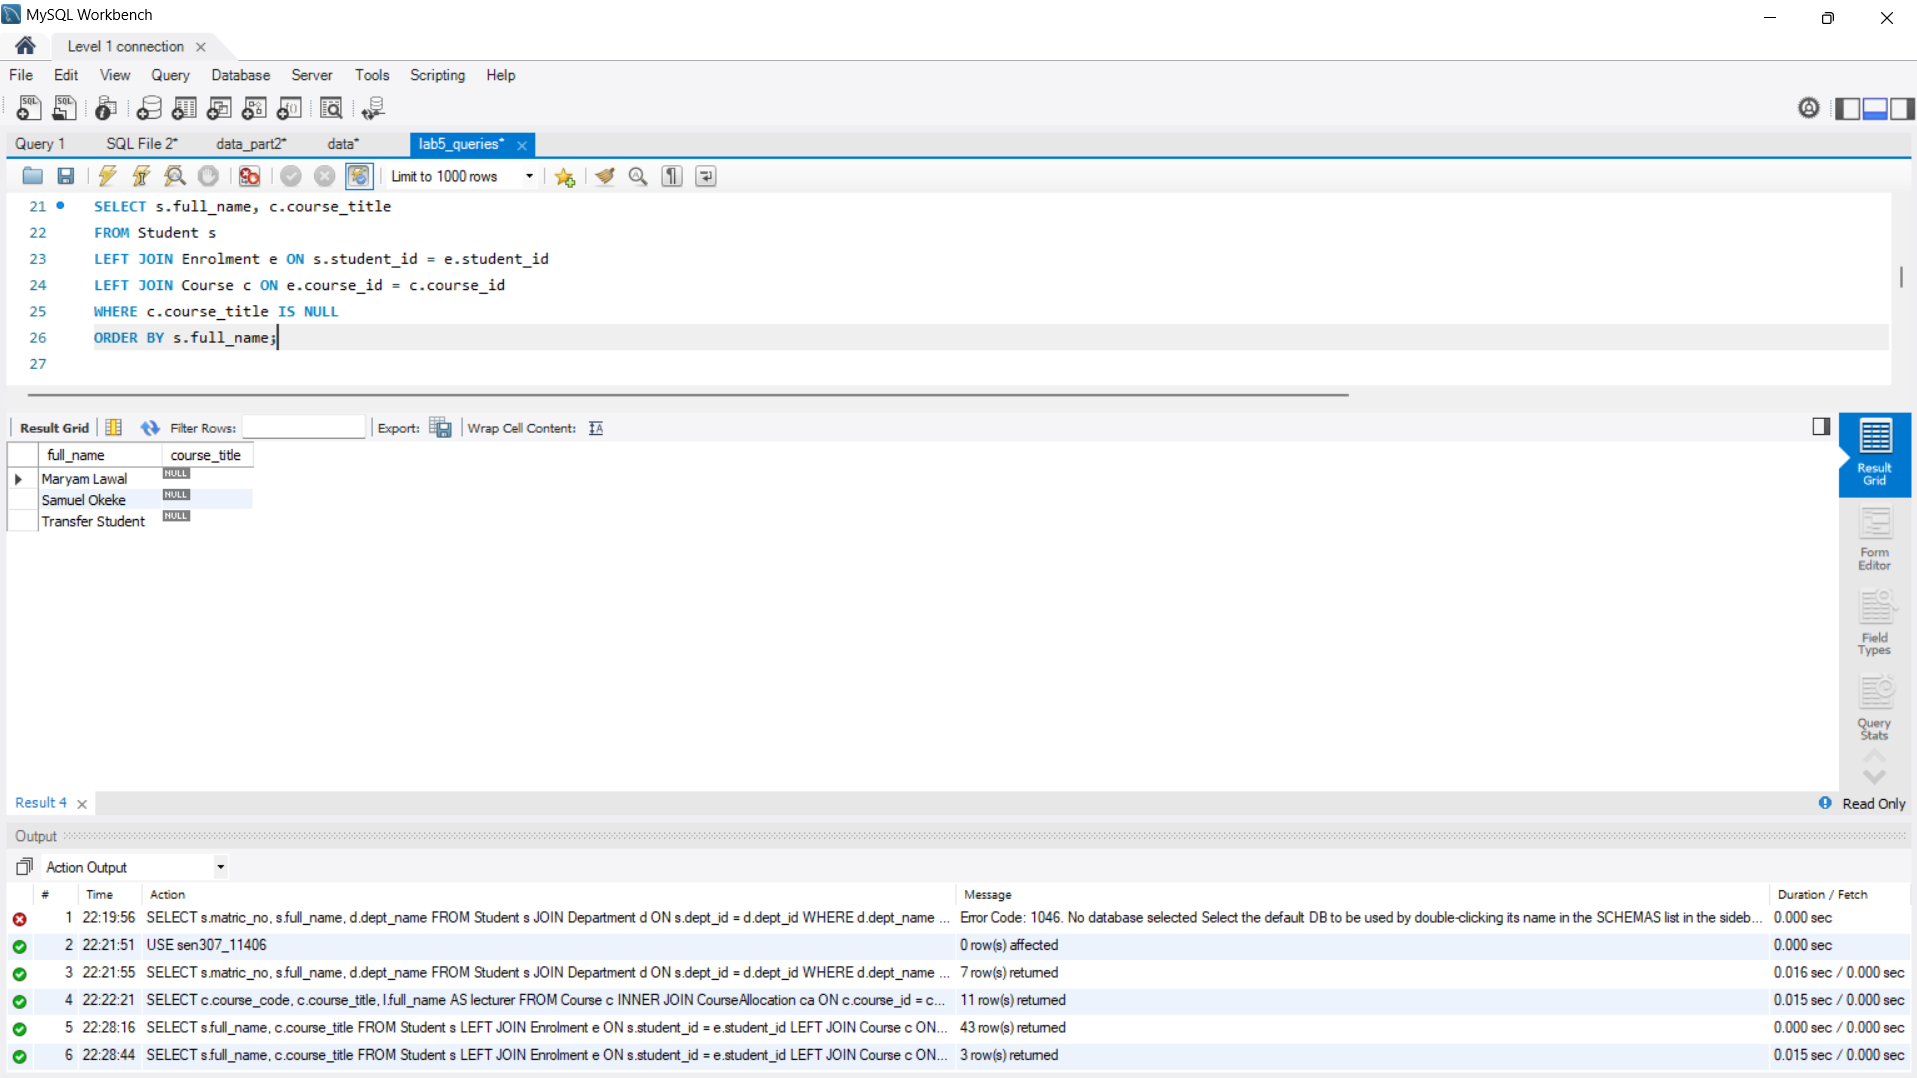 MySQL Workbench
Level 1 connection
File Edit View Query Database Server Tools Scripting Help
Query 1 SQL File 2* data_part2* data* lab5_queries*
Limit to 1000 rows
21 SELECT s.full_name, c.course_title
22 FROM Student s
23 LEFT JOIN Enrolment e ON s.student_id = e.student_id
24 LEFT JOIN Course c ON e.course_id = c.course_id
25 WHERE c.course_title IS NULL
26 ORDER BY s.full_name;
27
Result Grid Filter Rows: Export: Wrap Cell Content:
full_name course_title
Maryam Lawal NULL
Samuel Okeke NULL
Transfer Student NULL
Result Grid
Form Editor
Field Types
Query Stats
Result 4 Read Only
Output
Action Output
# Time Action Message Duration / Fetch
1 22:19:56 SELECT s.matric_no, s.full_name, d.dept_name FROM Student s JOIN Department d ON s.dept_id = d.dept_id WHERE d.dept_name ... Error Code: 1046. No database selected Select the default DB to be used by double-clicking its name in the SCHEMAS list in the sideb... 0.000 sec
2 22:21:51 USE sen307_11406 0 row(s) affected 0.000 sec
3 22:21:55 SELECT s.matric_no, s.full_name, d.dept_name FROM Student s JOIN Department d ON s.dept_id = d.dept_id WHERE d.dept_name ... 7 row(s) returned 0.016 sec / 0.000 sec
4 22:22:21 SELECT c.course_code, c.course_title, l.full_name AS lecturer FROM Course c INNER JOIN CourseAllocation ca ON c.course_id = c... 11 row(s) returned 0.015 sec / 0.000 sec
5 22:28:16 SELECT s.full_name, c.course_title FROM Student s LEFT JOIN Enrolment e ON s.student_id = e.student_id LEFT JOIN Course c ON... 43 row(s) returned 0.000 sec / 0.000 sec
6 22:28:44 SELECT s.full_name, c.course_title FROM Student s LEFT JOIN Enrolment e ON s.student_id = e.student_id LEFT JOIN Course c ON... 3 row(s) returned 0.015 sec / 0.000 sec